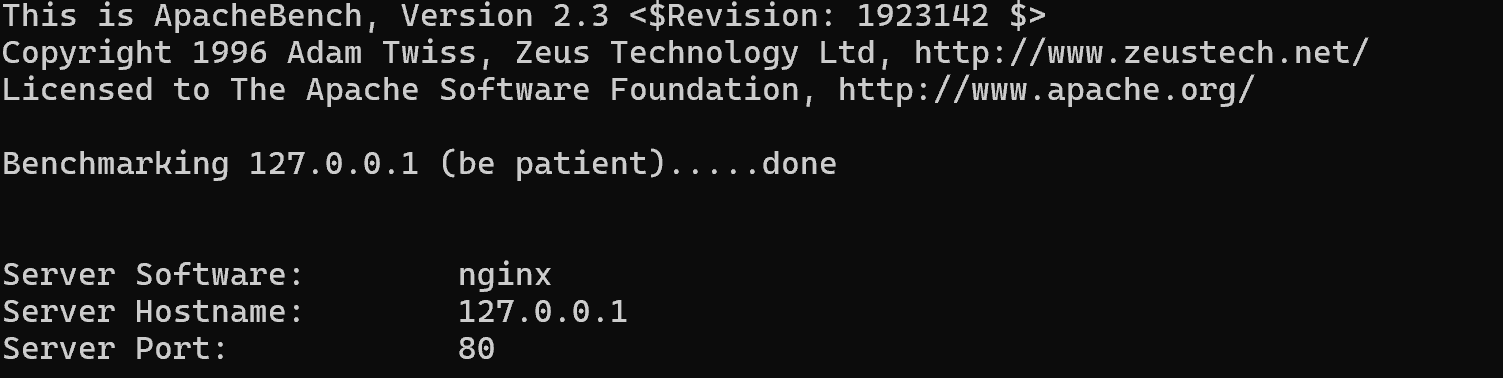 This is ApacheBench, Version 2.3 <$Revision: 1923142 $>
Copyright 1996 Adam Twiss, Zeus Technology Ltd, http://www.zeustech.net/
Licensed to The Apache Software Foundation, http://www.apache.org/
Benchmarking 127.0.0.1 (be patient).....done
Server Software:        nginx
Server Hostname:        127.0.0.1
Server Port:            80